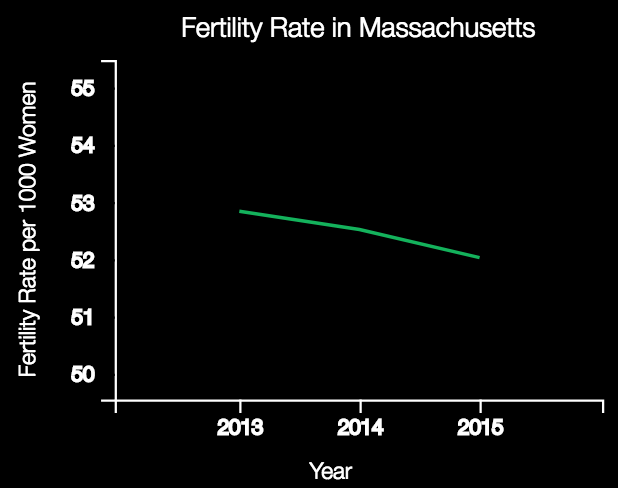 Fertility Rate in Massachusetts
Fertility Rate per 1000 Women
55
54
53
52
51
50
2013 2014 2015
Year